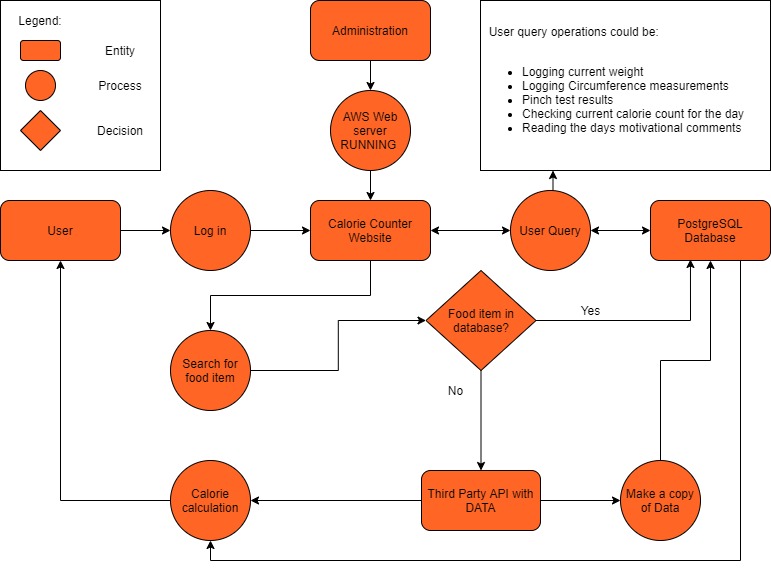 Legend:
Entity
Process
Decision
Administration
AWS Web
server
RUNNING
User query operations could be:
Logging current weight
Logging Circumference measurements
Pinch test results
Checking current calorie count for the day
Reading the days motivational comments
User
Log in
Calorie Counter
Website
User Query
PostgreSQL
Database
Search for
food item
Food item in
database?
Yes
No
Calorie
calculation
Third Party API with
DATA
Make a copy
of Data